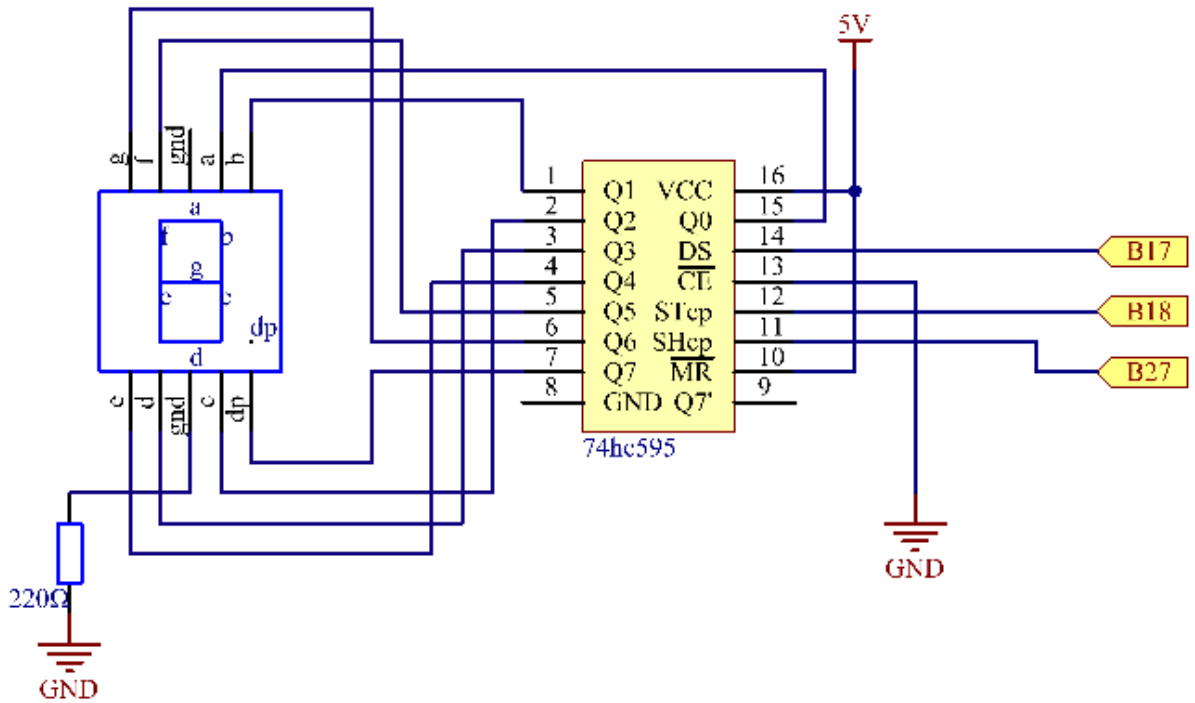 5V
g f gnd a b
a
f b
g
e c
dp
d
e d gnd c dp
220Ω
GND
1 Q1 VCC 16
2 Q2 Q0 15
3 Q3 DS 14
4 Q4 CE 13
5 Q5 STcp 12
6 Q6 SHcp 11
7 Q7 MR 10
8 GND Q7' 9
74hc595
B17
B18
B27
GND